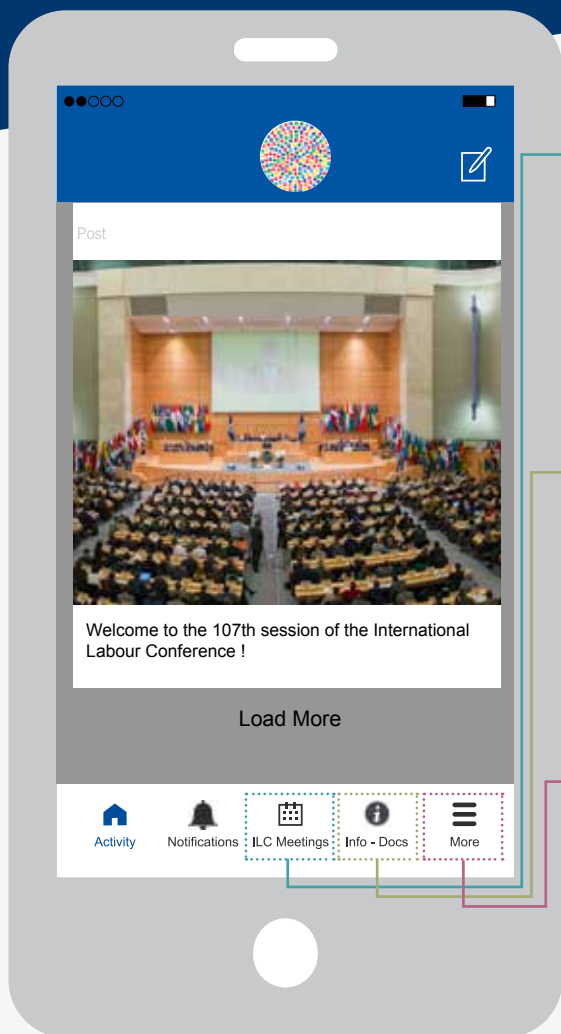 Post
Welcome to the 107th session of the International
Labour Conference !
Load More
Activity
Notifications
ILC Meetings
Info - Docs
More